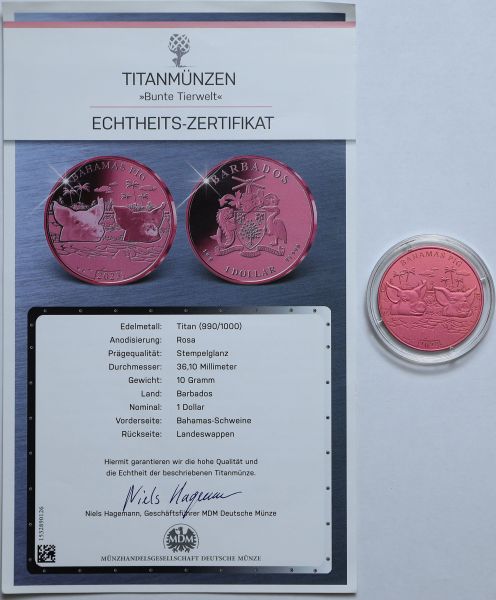 TITANMÜNZEN
»Bunte Tierwelt«
ECHTHEITS-ZERTIFIKAT
BAHAMAS PIG
2023
BARBADOS
1 DOLLAR
Edelmetall: Titan (990/1000)
Anodisierung: Rosa
Prägequalität: Stempelglanz
Durchmesser: 36,10 Millimeter
Gewicht: 10 Gramm
Land: Barbados
Nominal: 1 Dollar
Vorderseite: Bahamas-Schweine
Rückseite: Landeswappen
Hiermit garantieren wir die hohe Qualität und
die Echtheit der beschriebenen Titanmünze.
Niels Hagemann
Niels Hagemann, Geschäftsführer MDM Deutsche Münze
MDM
MÜNZHANDELSGESELLSCHAFT DEUTSCHE MÜNZE
1532890126
BAHAMAS PIG
2023